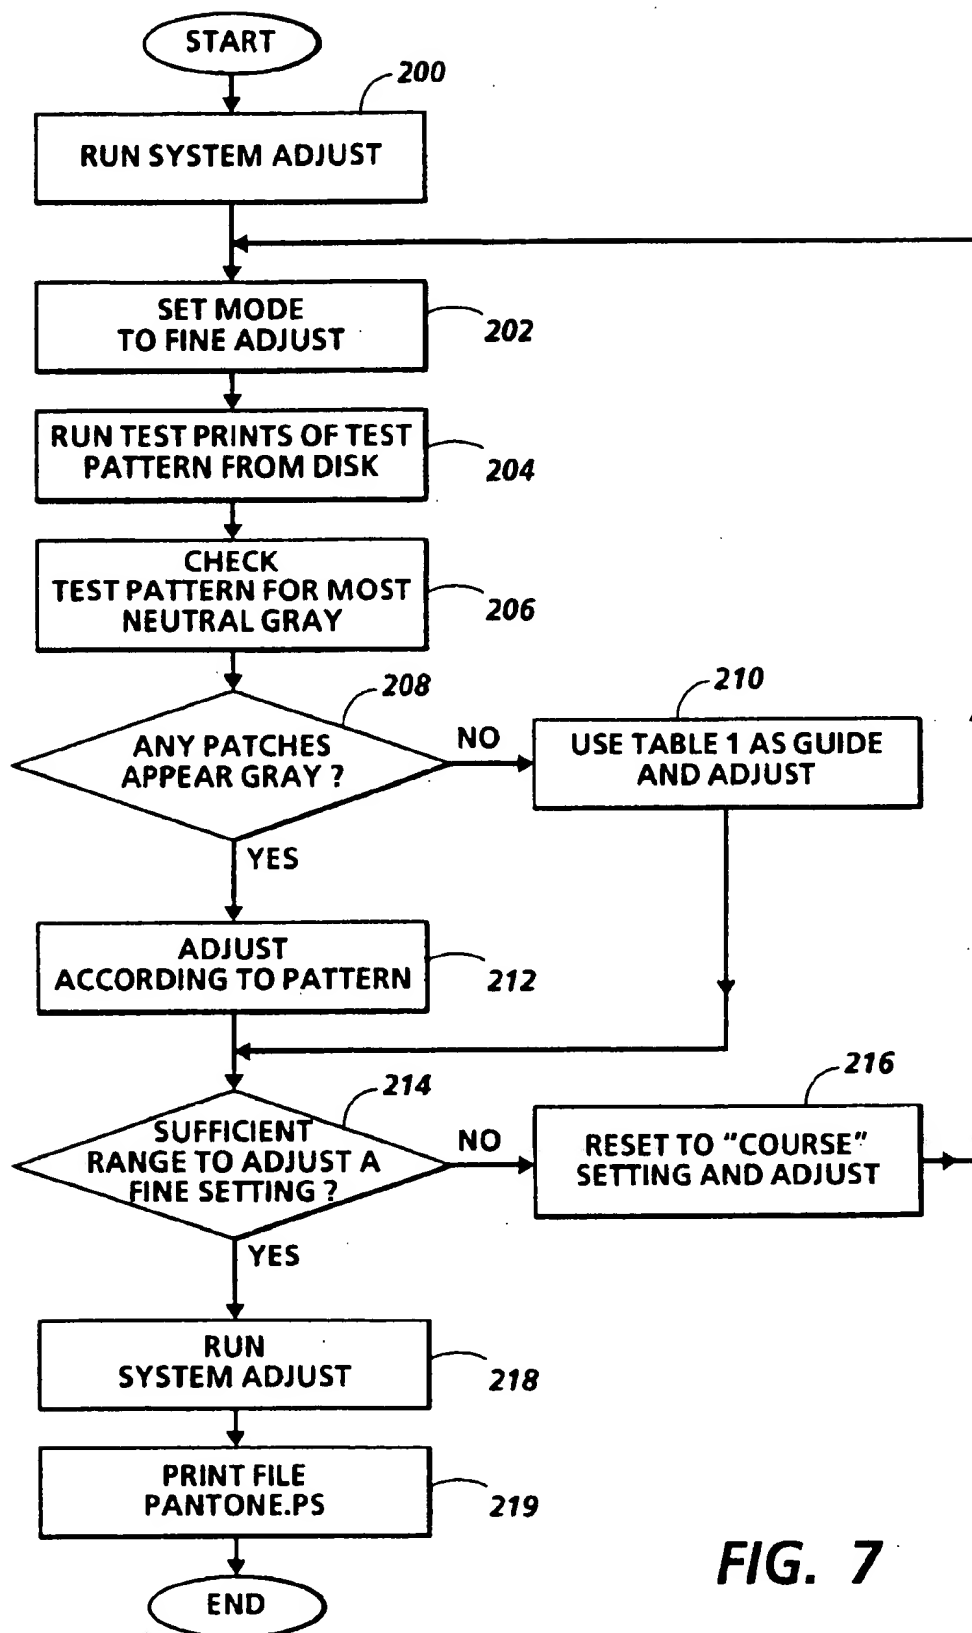 START
200
RUN SYSTEM ADJUST
SET MODE
TO FINE ADJUST
202
RUN TEST PRINTS OF TEST
PATTERN FROM DISK
204
CHECK
TEST PATTERN FOR MOST
NEUTRAL GRAY
206
208
ANY PATCHES
APPEAR GRAY ?
NO
210
USE TABLE 1 AS GUIDE
AND ADJUST
YES
ADJUST
ACCORDING TO PATTERN
212
214
SUFFICIENT
RANGE TO ADJUST A
FINE SETTING ?
NO
216
RESET TO "COURSE"
SETTING AND ADJUST
YES
RUN
SYSTEM ADJUST
218
PRINT FILE
PANTONE.PS
219
END
FIG. 7